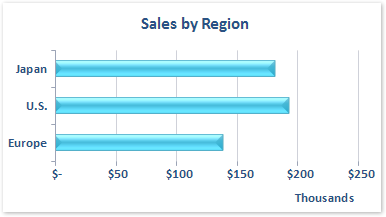 Sales by Region
Japan
U.S.
Europe
$- $50 $100 $150 $200 $250
Thousands